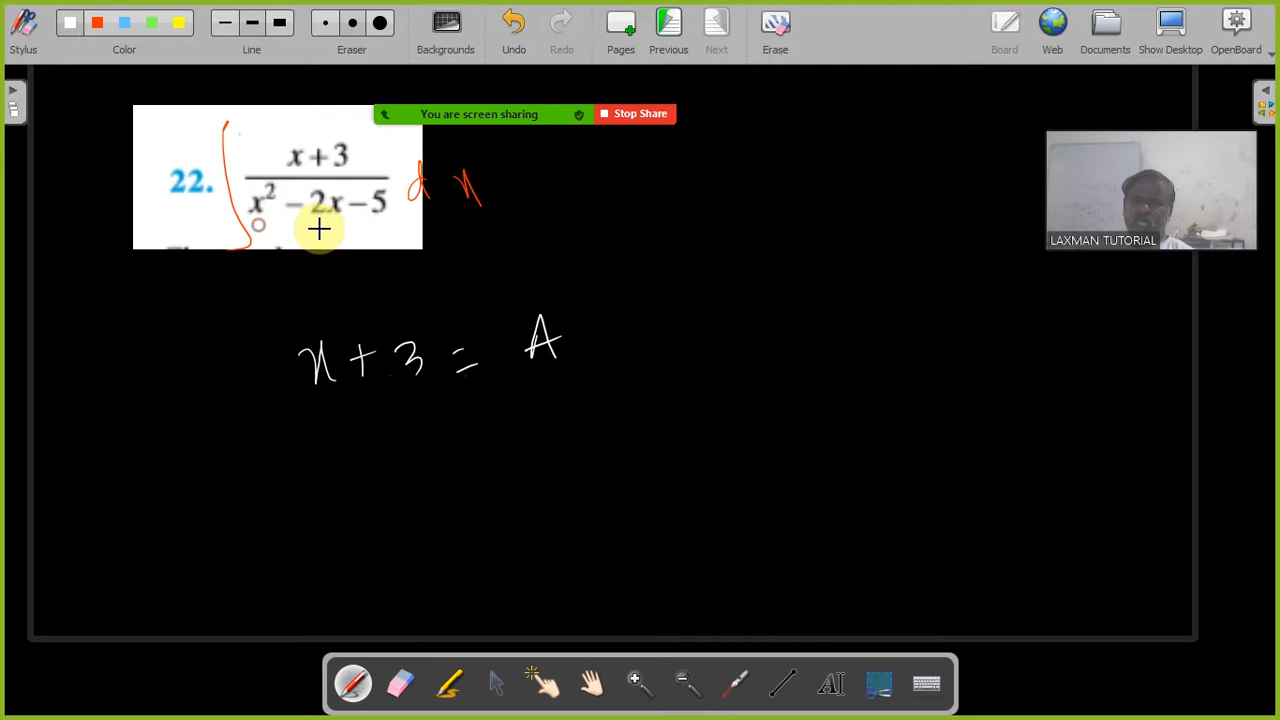 Stylus
Color
Line
Eraser
Backgrounds
Undo
Redo
Pages
Previous
Next
Erase
Board
Web
Documents
Show Desktop
OpenBoard
You are screen sharing
Stop Share
22. ∫ (x+3)/(x² − 2x − 5) dx
LAXMAN TUTORIAL
x + 3 = A